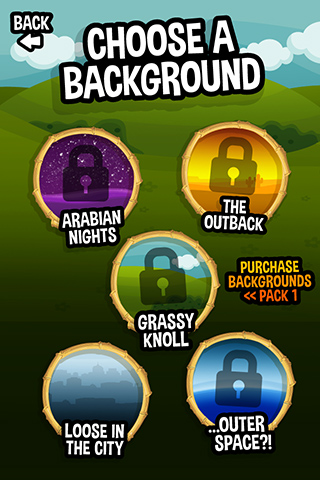 BACK
CHOOSE A
BACKGROUND
ARABIAN
NIGHTS
THE
OUTBACK
GRASSY
KNOLL
PURCHASE
BACKGROUNDS
<< PACK 1
LOOSE IN
THE CITY
...OUTER
SPACE?!